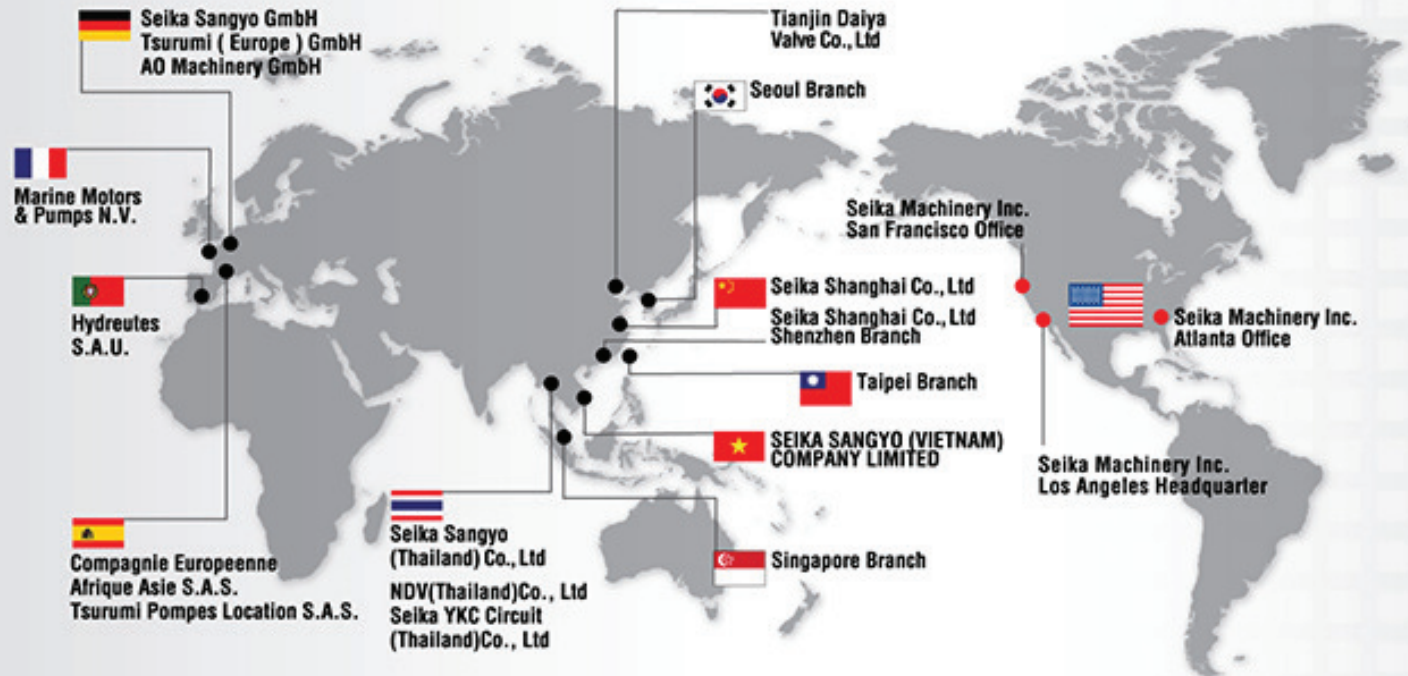 Seika Sangyo GmbH
Tsurumi ( Europe ) GmbH
AO Machinery GmbH
Tianjin Daiya
Valve Co., Ltd
Seoul Branch
Marine Motors
& Pumps N.V.
Seika Machinery Inc.
San Francisco Office
Hydreutes
S.A.U.
Seika Shanghai Co., Ltd
Seika Shanghai Co., Ltd
Shenzhen Branch
Seika Machinery Inc.
Atlanta Office
Taipei Branch
SEIKA SANGYO (VIETNAM)
COMPANY LIMITED
Seika Machinery Inc.
Los Angeles Headquarter
Compagnie Europeenne
Afrique Asie S.A.S.
Tsurumi Pompes Location S.A.S.
Seika Sangyo
(Thailand) Co., Ltd
NDV(Thailand)Co., Ltd
Seika YKC Circuit
(Thailand)Co., Ltd
Singapore Branch